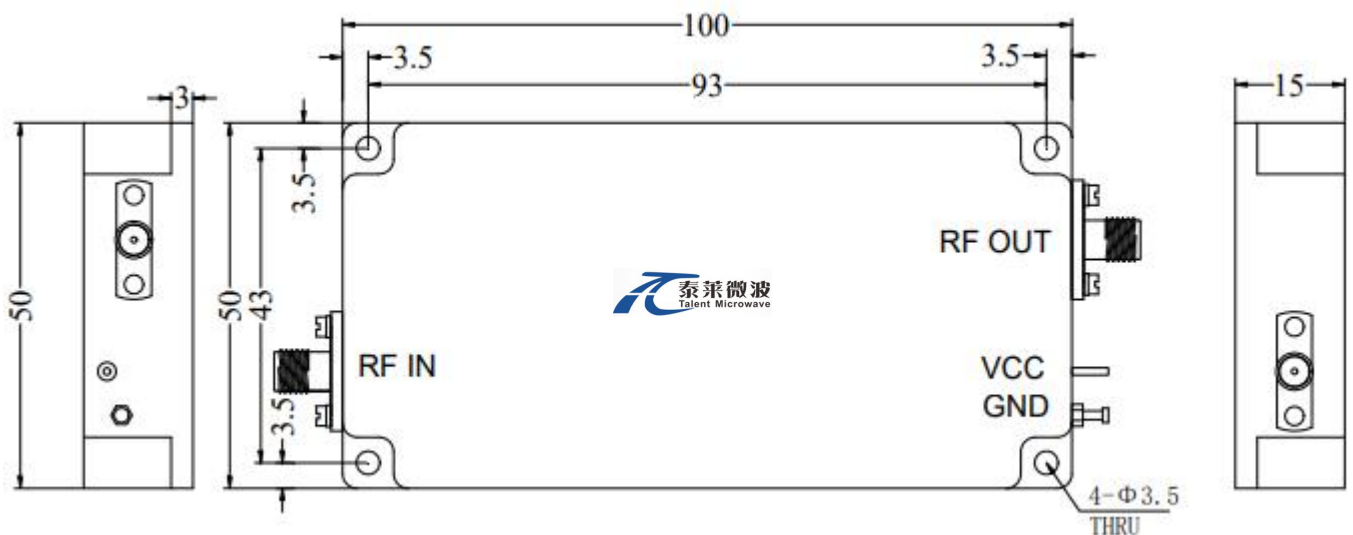 100
3.5
3.5
93
3
15
3.5
50
50
43
RF OUT
泰莱微波
Talent Microwave
RF IN
VCC
GND
3.5
4-Φ3.5
THRU